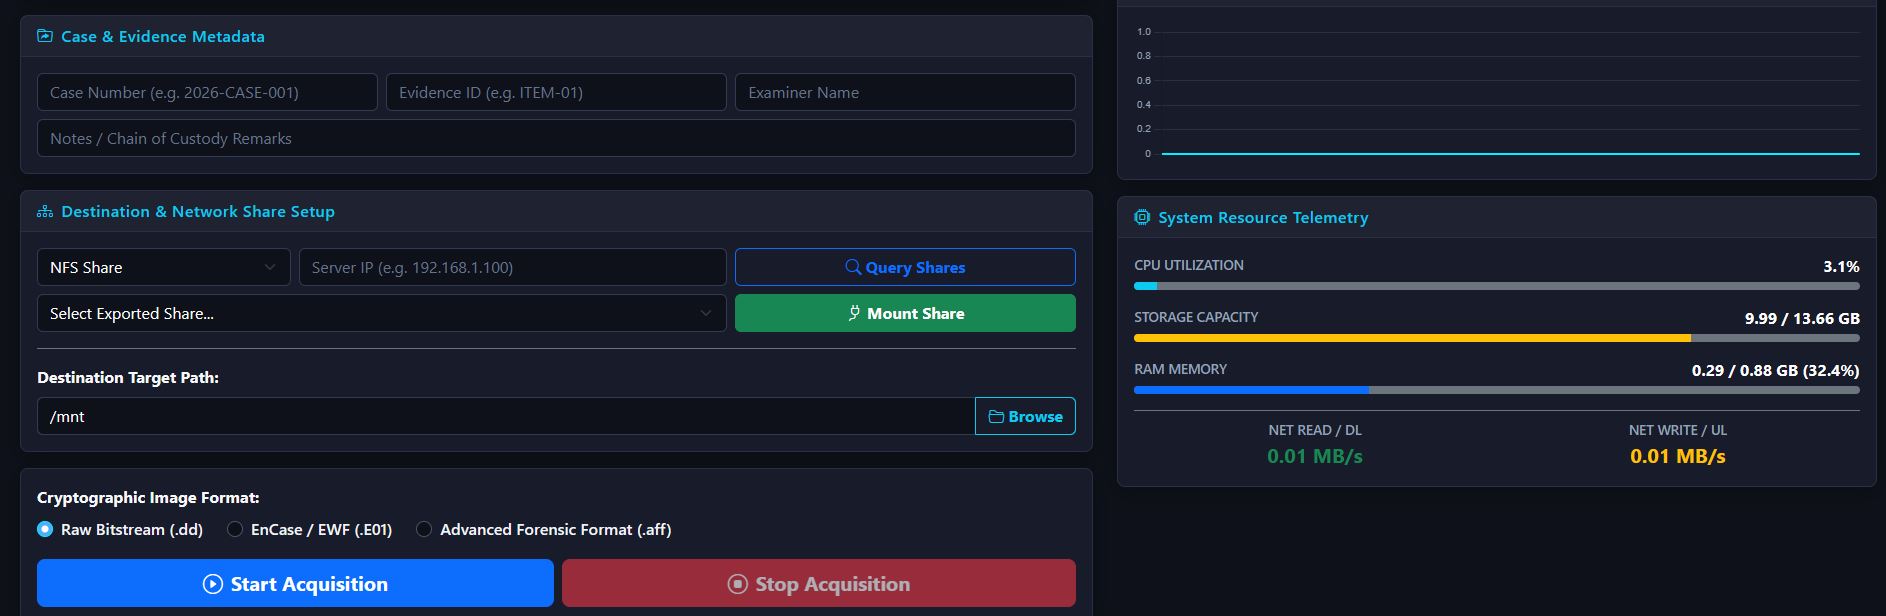 Case & Evidence Metadata
Case Number (e.g. 2026-CASE-001)
Evidence ID (e.g. ITEM-01)
Examiner Name
Notes / Chain of Custody Remarks
Destination & Network Share Setup
NFS Share
Server IP (e.g. 192.168.1.100)
Query Shares
Select Exported Share...
Mount Share
Destination Target Path:
/mnt
Browse
Cryptographic Image Format:
Raw Bitstream (.dd)
EnCase / EWF (.E01)
Advanced Forensic Format (.aff)
Start Acquisition
Stop Acquisition
1.0
0.8
0.6
0.4
0.2
0
System Resource Telemetry
CPU UTILIZATION
3.1%
STORAGE CAPACITY
9.99 / 13.66 GB
RAM MEMORY
0.29 / 0.88 GB (32.4%)
NET READ / DL
0.01 MB/s
NET WRITE / UL
0.01 MB/s